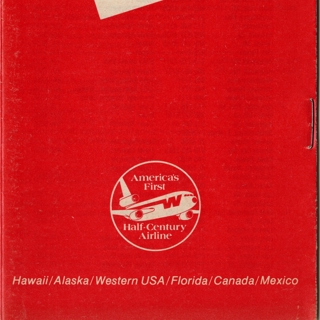 America's
First
W
Half-Century
Airline
Hawaii/Alaska/Western USA/Florida/Canada/Mexico